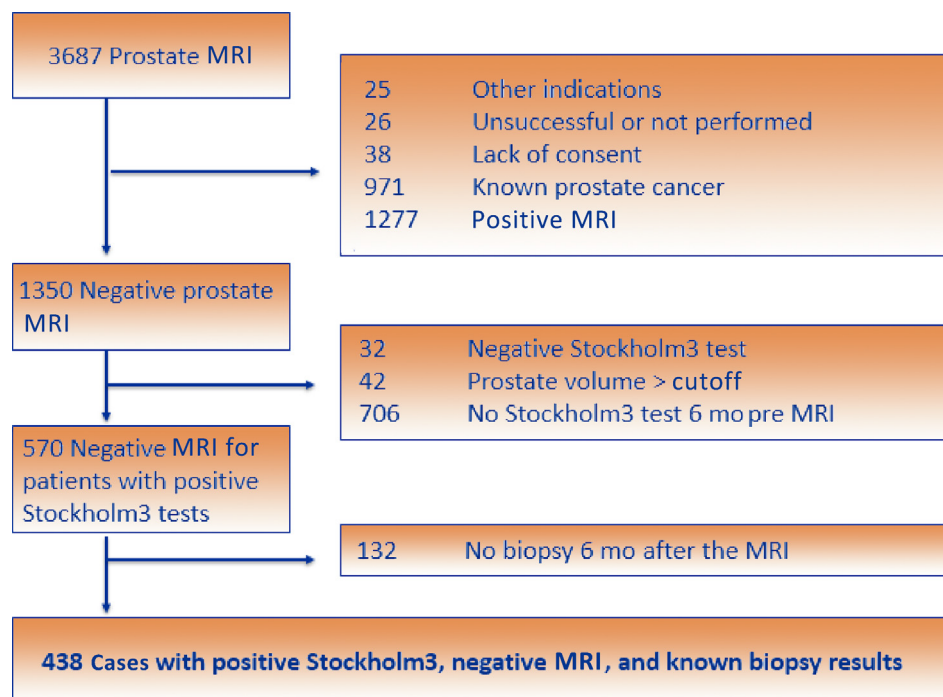 3687 Prostate MRI
25 Other indications
26 Unsuccessful or not performed
38 Lack of consent
971 Known prostate cancer
1277 Positive MRI
1350 Negative prostate
MRI
32 Negative Stockholm3 test
42 Prostate volume > cutoff
706 No Stockholm3 test 6 mo pre MRI
570 Negative MRI for
patients with positive
Stockholm3 tests
132 No biopsy 6 mo after the MRI
438 Cases with positive Stockholm3, negative MRI, and known biopsy results